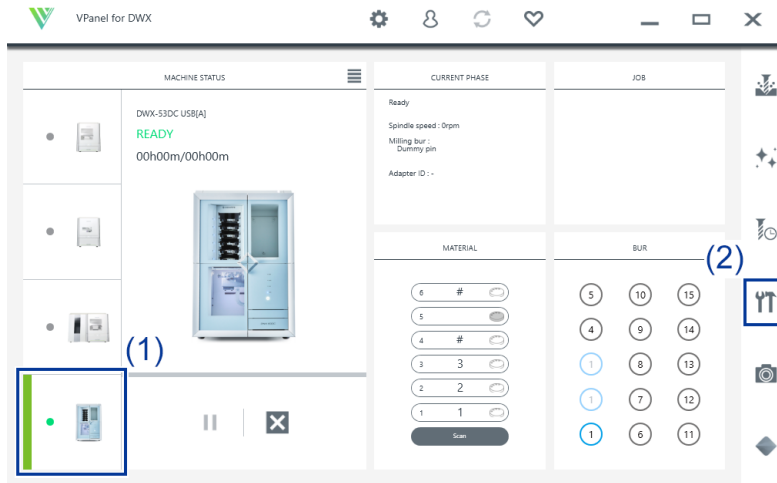 VPanel for DWX
MACHINE STATUS
DWX-53DC USB[A]
READY
00h00m/00h00m
(1)
CURRENT PHASE
Ready
Spindle speed : 0rpm
Milling bur :
Dummy pin
Adapter ID : -
JOB
MATERIAL
6 #
5
4 #
3 3
2 2
1 1
Scan
BUR
(2)
5 10 15
4 9 14
1 8 13
1 7 12
1 6 11